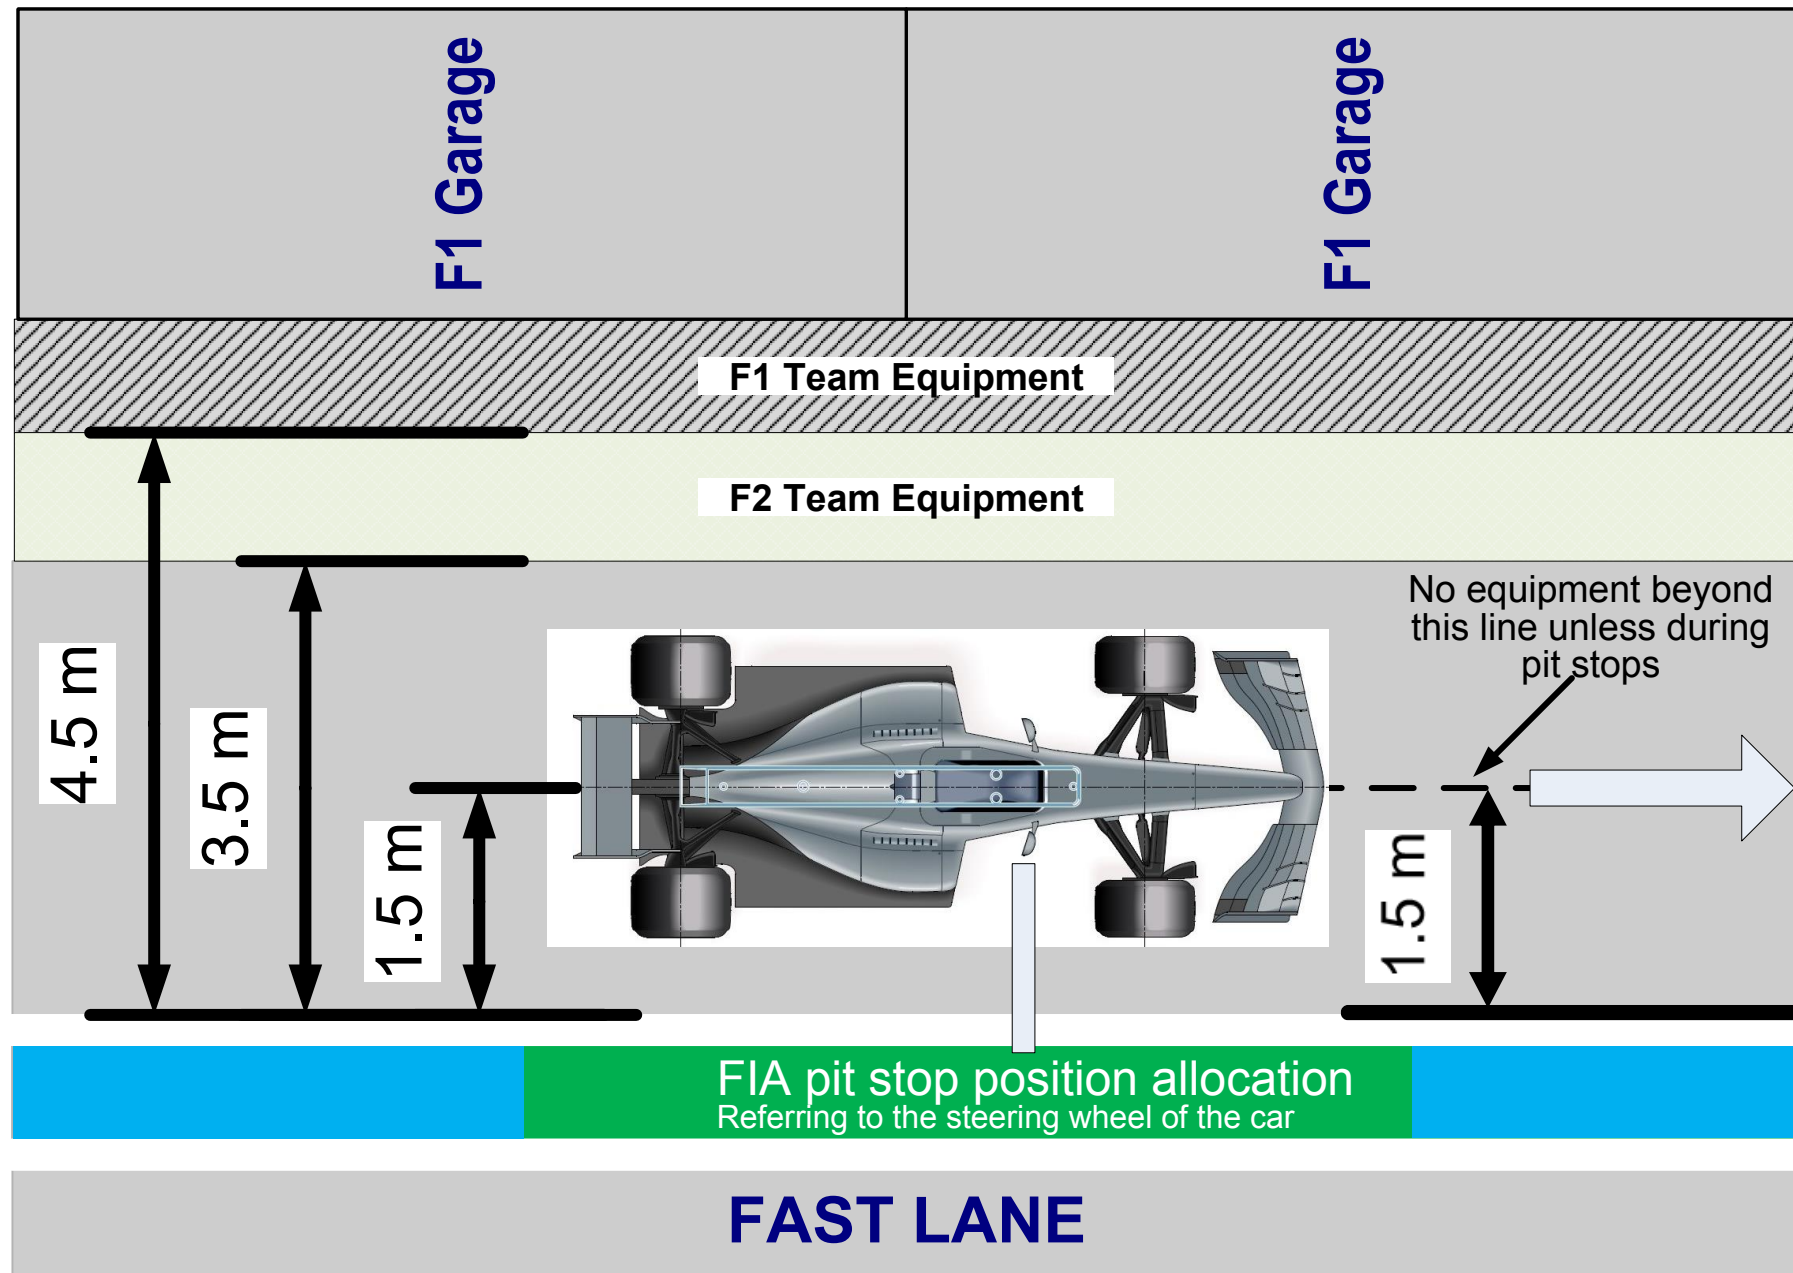 F1 Garage
F1 Garage
F1 Team Equipment
F2 Team Equipment
No equipment beyond
this line unless during
pit stops
4.5 m
3.5 m
1.5 m
1.5 m
FIA pit stop position allocation
Referring to the steering wheel of the car
FAST LANE